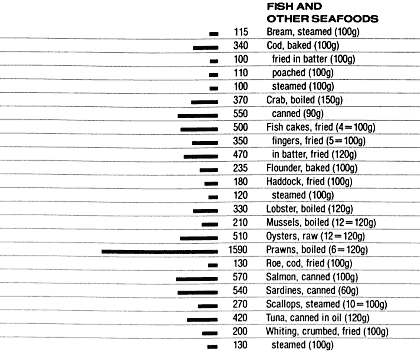 FISH AND
OTHER SEAFOODS
115 Bream, steamed (100g)
340 Cod, baked (100g)
100 fried in batter (100g)
110 poached (100g)
100 steamed (100g)
370 Crab, boiled (150g)
550 canned (90g)
500 Fish cakes, fried (4=100g)
350 fingers, fried (5=100g)
470 in batter, fried (120g)
235 Flounder, baked (100g)
180 Haddock, fried (100g)
120 steamed (100g)
330 Lobster, boiled (120g)
210 Mussels, boiled (12=120g)
510 Oysters, raw (12=120g)
1590 Prawns, boiled (6=120g)
130 Roe, cod, fried (100g)
570 Salmon, canned (100g)
540 Sardines, canned (60g)
270 Scallops, steamed (10=100g)
420 Tuna, canned in oil (120g)
200 Whiting, crumbed, fried (100g)
130 steamed (100g)